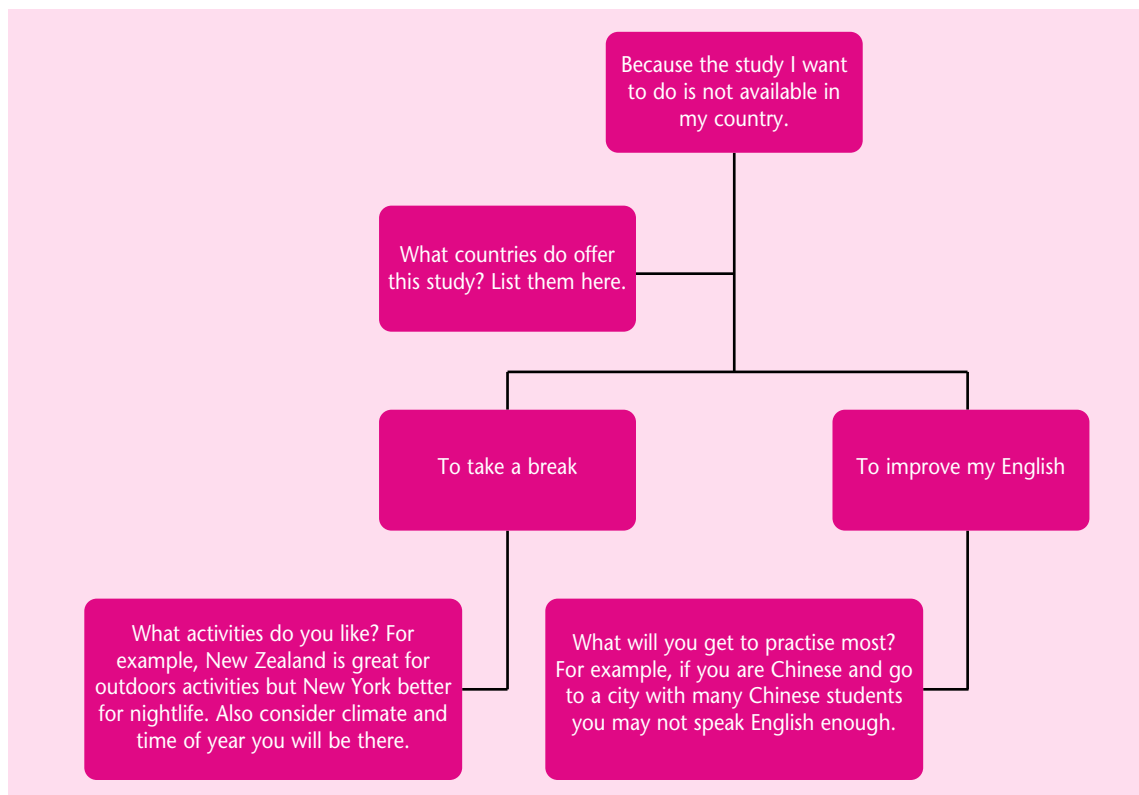 Because the study I want
to do is not available in
my country.
What countries do offer
this study? List them here.
To take a break
To improve my English
What activities do you like? For
example, New Zealand is great for
outdoors activities but New York better
for nightlife. Also consider climate and
time of year you will be there.
What will you get to practise most?
For example, if you are Chinese and go
to a city with many Chinese students
you may not speak English enough.